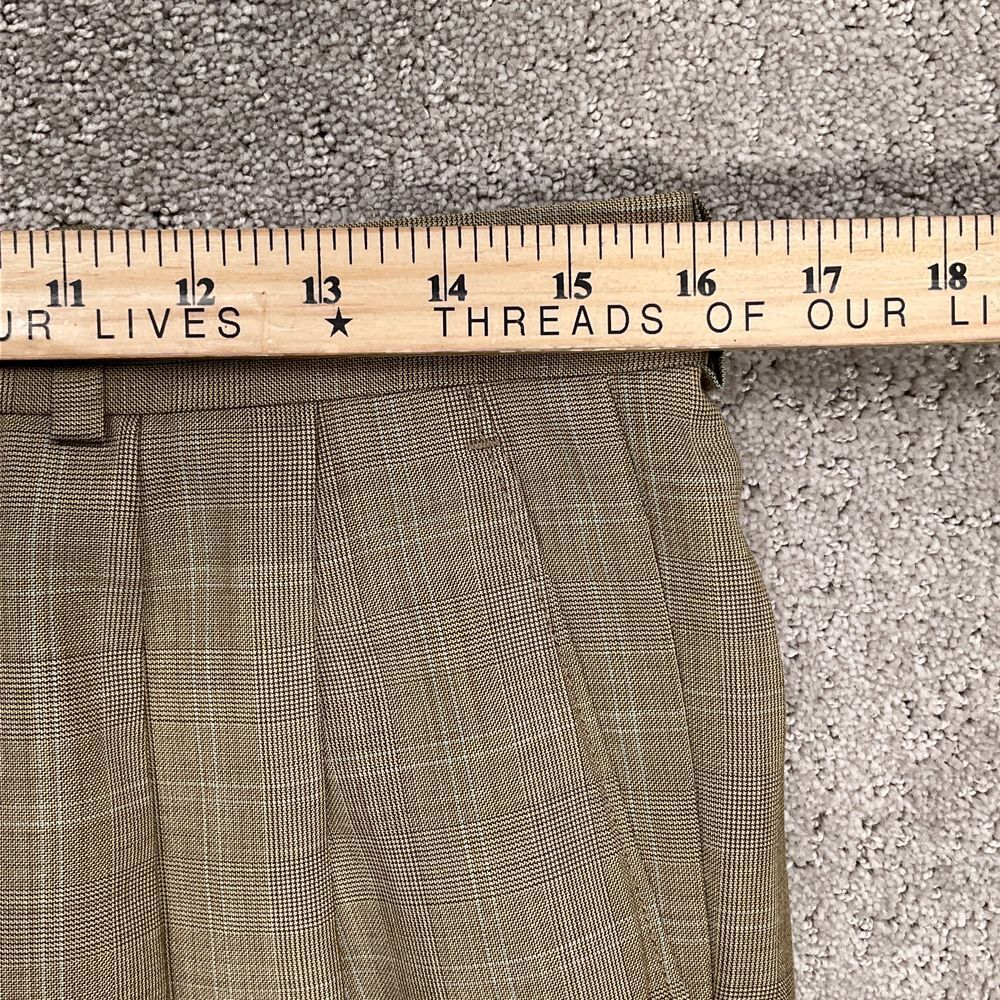 11 12 13 14 15 16 17 18
UR LIVES ★ THREADS OF OUR LI